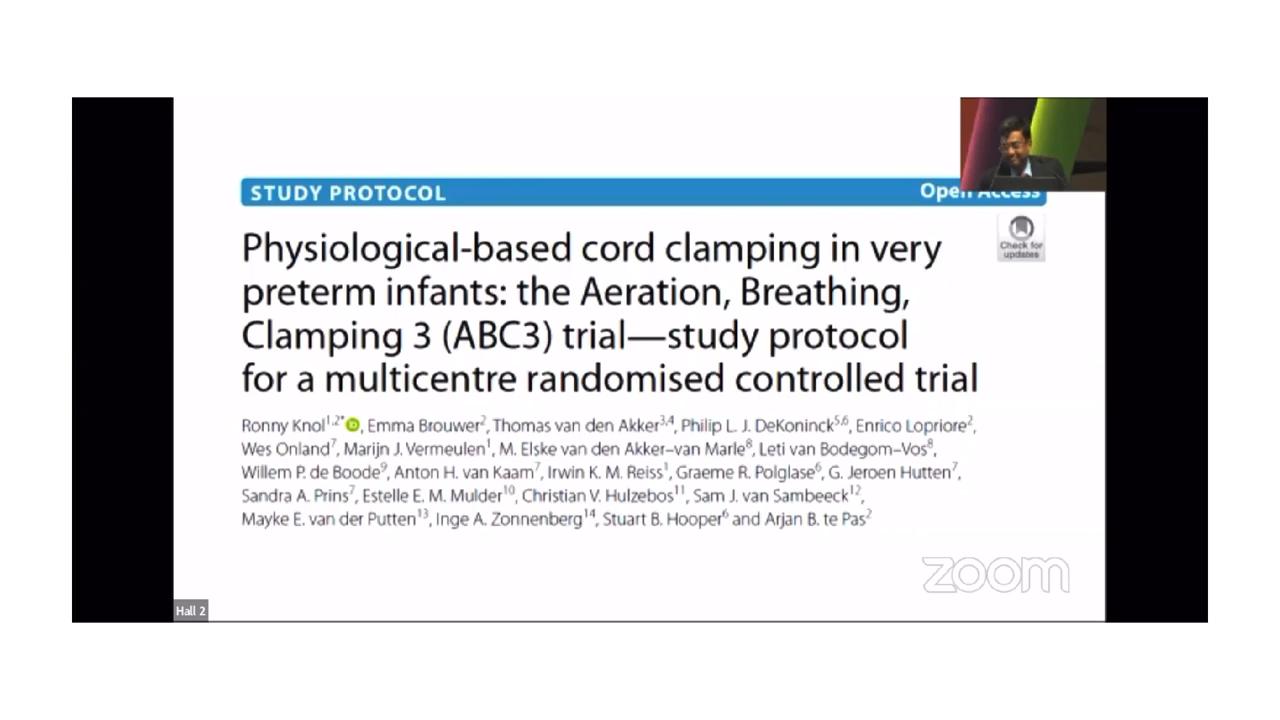 STUDY PROTOCOL
Open Access
Physiological-based cord clamping in very
preterm infants: the Aeration, Breathing,
Clamping 3 (ABC3) trial—study protocol
for a multicentre randomised controlled trial
Check for
updates
Ronny Knol1,2*, Emma Brouwer2, Thomas van den Akker3,4, Philip L. J. DeKoninck5,6, Enrico Lopriore2,
Wes Onland7, Marijn J. Vermeulen1, M. Elske van den Akker–van Marle8, Leti van Bodegom–Vos8,
Willem P. de Boode9, Anton H. van Kaam7, Irwin K. M. Reiss1, Graeme R. Polglase6, G. Jeroen Hutten7,
Sandra A. Prins7, Estelle E. M. Mulder10, Christian V. Hulzebos11, Sam J. van Sambeeck12,
Mayke E. van der Putten13, Inge A. Zonnenberg14, Stuart B. Hooper6 and Arjan B. te Pas2
zoom
Hall 2